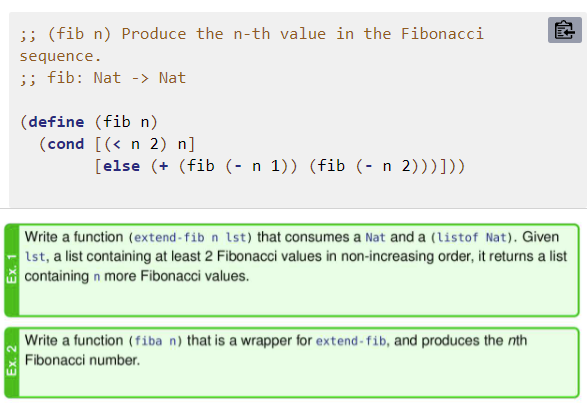 ;; (fib n) Produce the n-th value in the Fibonacci
sequence.
;; fib: Nat -> Nat
(define (fib n)
(cond [(< n 2) n]
[else (+ (fib (- n 1)) (fib (- n 2)))]))
Ex. 1
Write a function (extend-fib n lst) that consumes a Nat and a (listof Nat). Given
lst, a list containing at least 2 Fibonacci values in non-increasing order, it returns a list
containing n more Fibonacci values.
Ex. 2
Write a function (fiba n) that is a wrapper for extend-fib, and produces the nth
Fibonacci number.